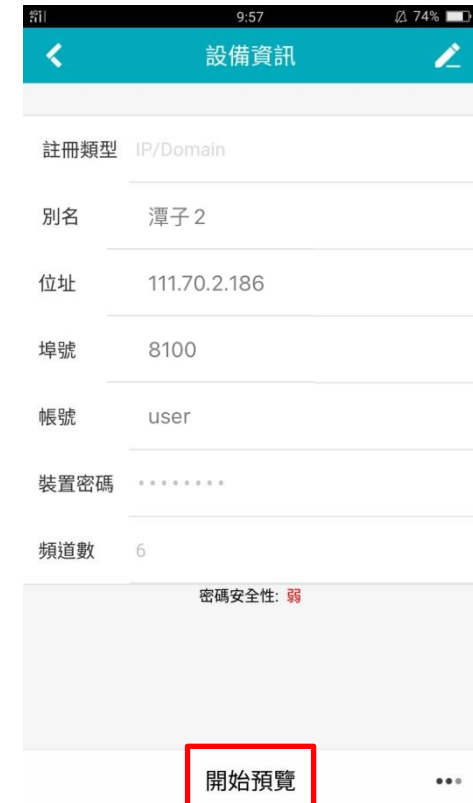 9:57 74%
設備資訊
註冊類型 IP/Domain
別名 潭子2
位址 111.70.2.186
埠號 8100
帳號 user
裝置密碼 ••••••••
頻道數 6
密碼安全性: 弱
開始預覽